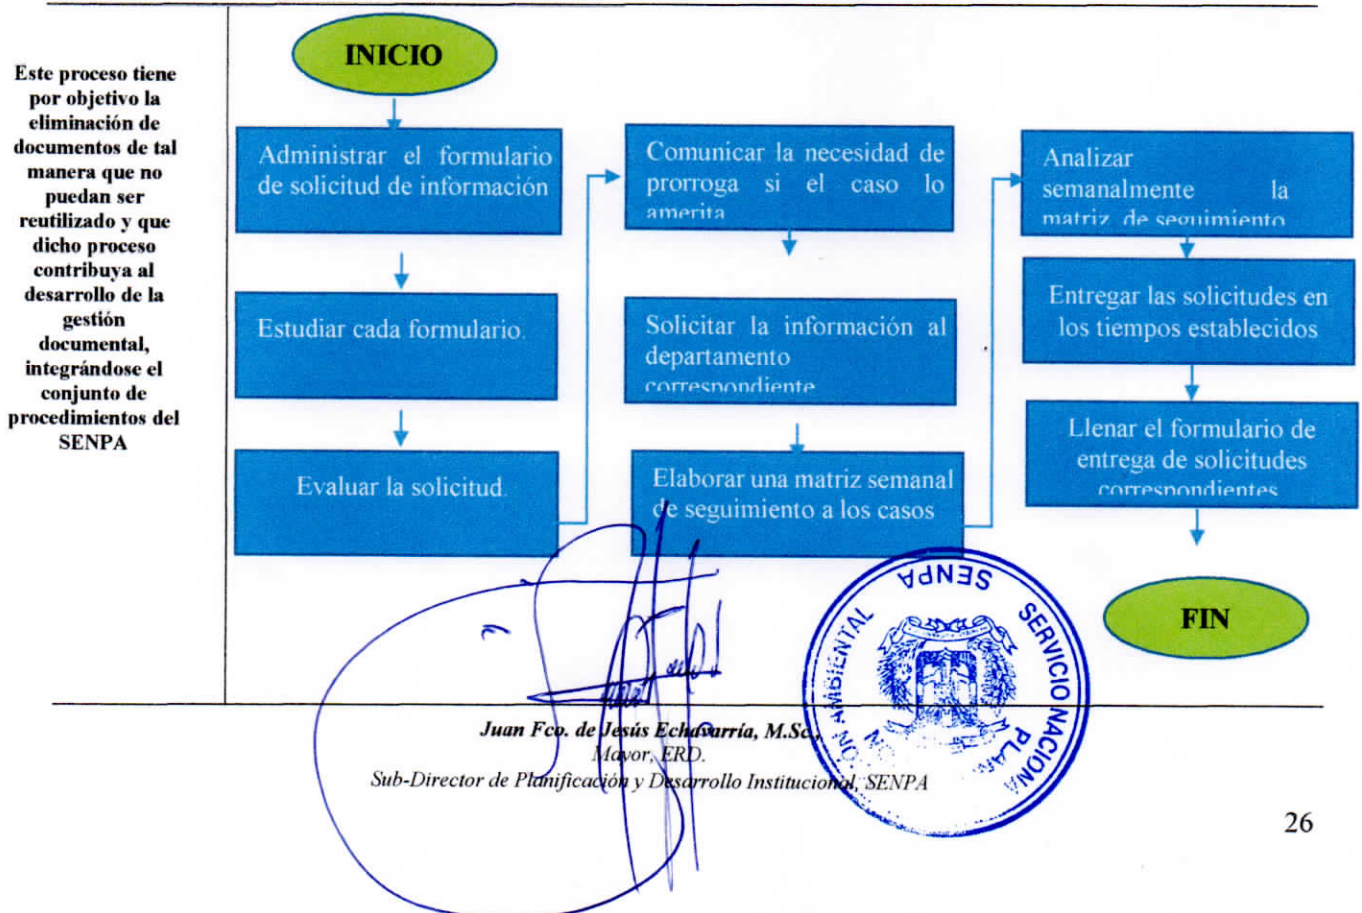 Este proceso tiene
por objetivo la
eliminación de
documentos de tal
manera que no
puedan ser
reutilizado y que
dicho proceso
contribuya al
desarrollo de la
gestión
documental,
integrándose el
conjunto de
procedimientos del
SENPA
INICIO
Administrar el formulario
de solicitud de información
Estudiar cada formulario.
Evaluar la solicitud.
Comunicar la necesidad de
prorroga si el caso lo
amerita
Solicitar la información al
departamento
correspondiente
Elaborar una matriz semanal
de seguimiento a los casos
Analizar
semanalmente la
matriz de seguimiento
Entregar las solicitudes en
los tiempos establecidos
Llenar el formulario de
entrega de solicitudes
correspondientes
FIN
SENPA
SERVICIO NACIONAL
AMBIENTAL
Juan Fco. de Jesús Echavarría, M.Sc.,
Mayor, ERD.
Sub-Director de Planificación y Desarrollo Institucional, SENPA
26